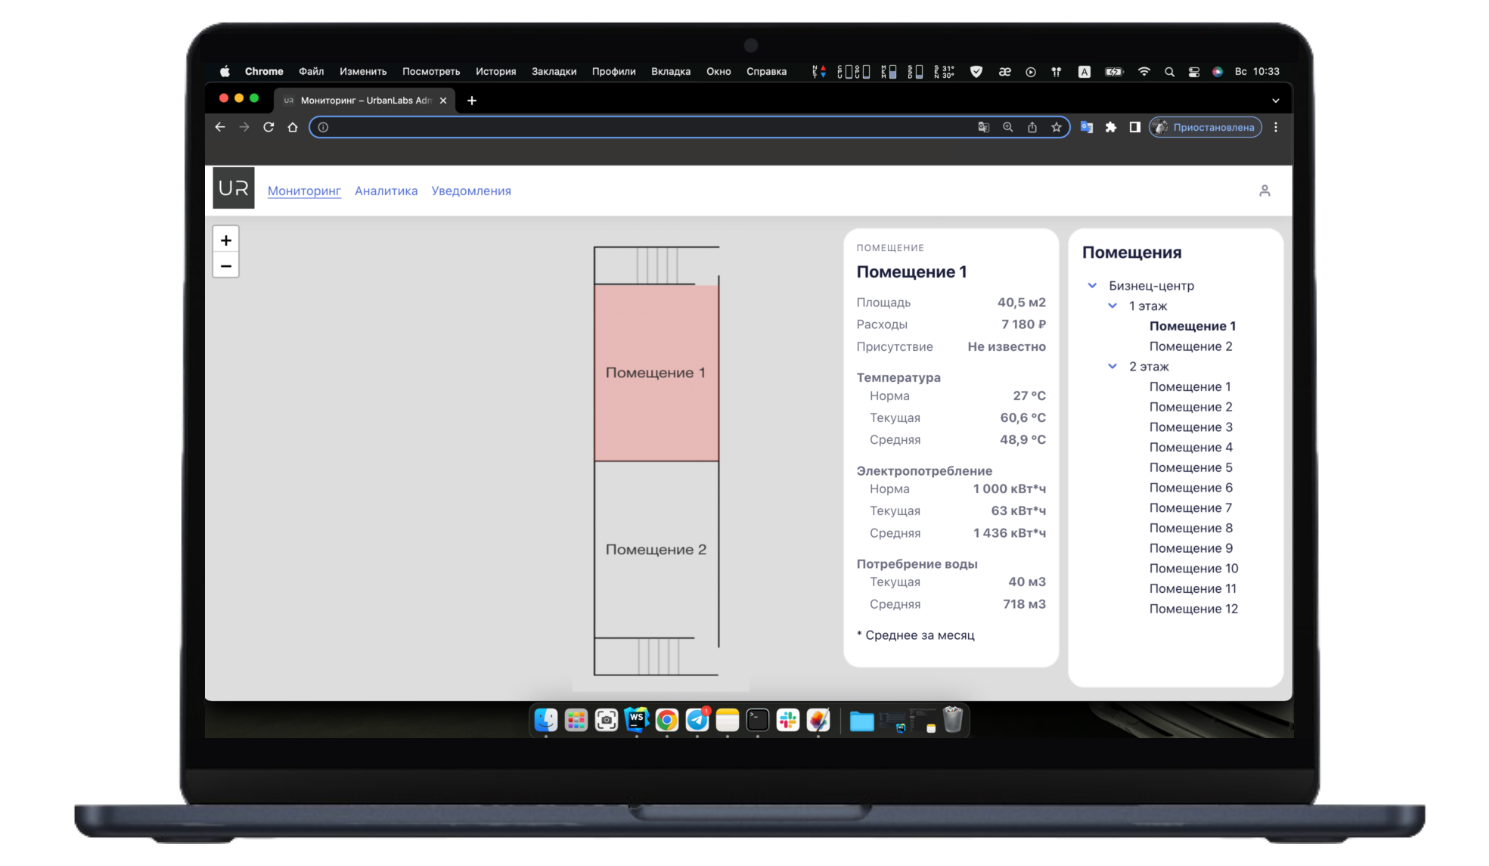 Chrome Файл Изменить Посмотреть История Закладки Профили Вкладка Окно Справка Вс 10:33
UR Мониторинг – UrbanLabs Adm
Приостановлена
UR Мониторинг Аналитика Уведомления
+
−
Помещение 1
Помещение 2
ПОМЕЩЕНИЕ
Помещение 1
Площадь 40,5 м2
Расходы 7 180 ₽
Присутствие Не известно
Температура
Норма 27 °C
Текущая 60,6 °C
Средняя 48,9 °C
Электропотребление
Норма 1 000 кВт*ч
Текущая 63 кВт*ч
Средняя 1 436 кВт*ч
Потребрение воды
Текущая 40 м3
Средняя 718 м3
* Среднее за месяц
Помещения
Бизнец-центр
1 этаж
Помещение 1
Помещение 2
2 этаж
Помещение 1
Помещение 2
Помещение 3
Помещение 4
Помещение 5
Помещение 6
Помещение 7
Помещение 8
Помещение 9
Помещение 10
Помещение 11
Помещение 12
WS
1